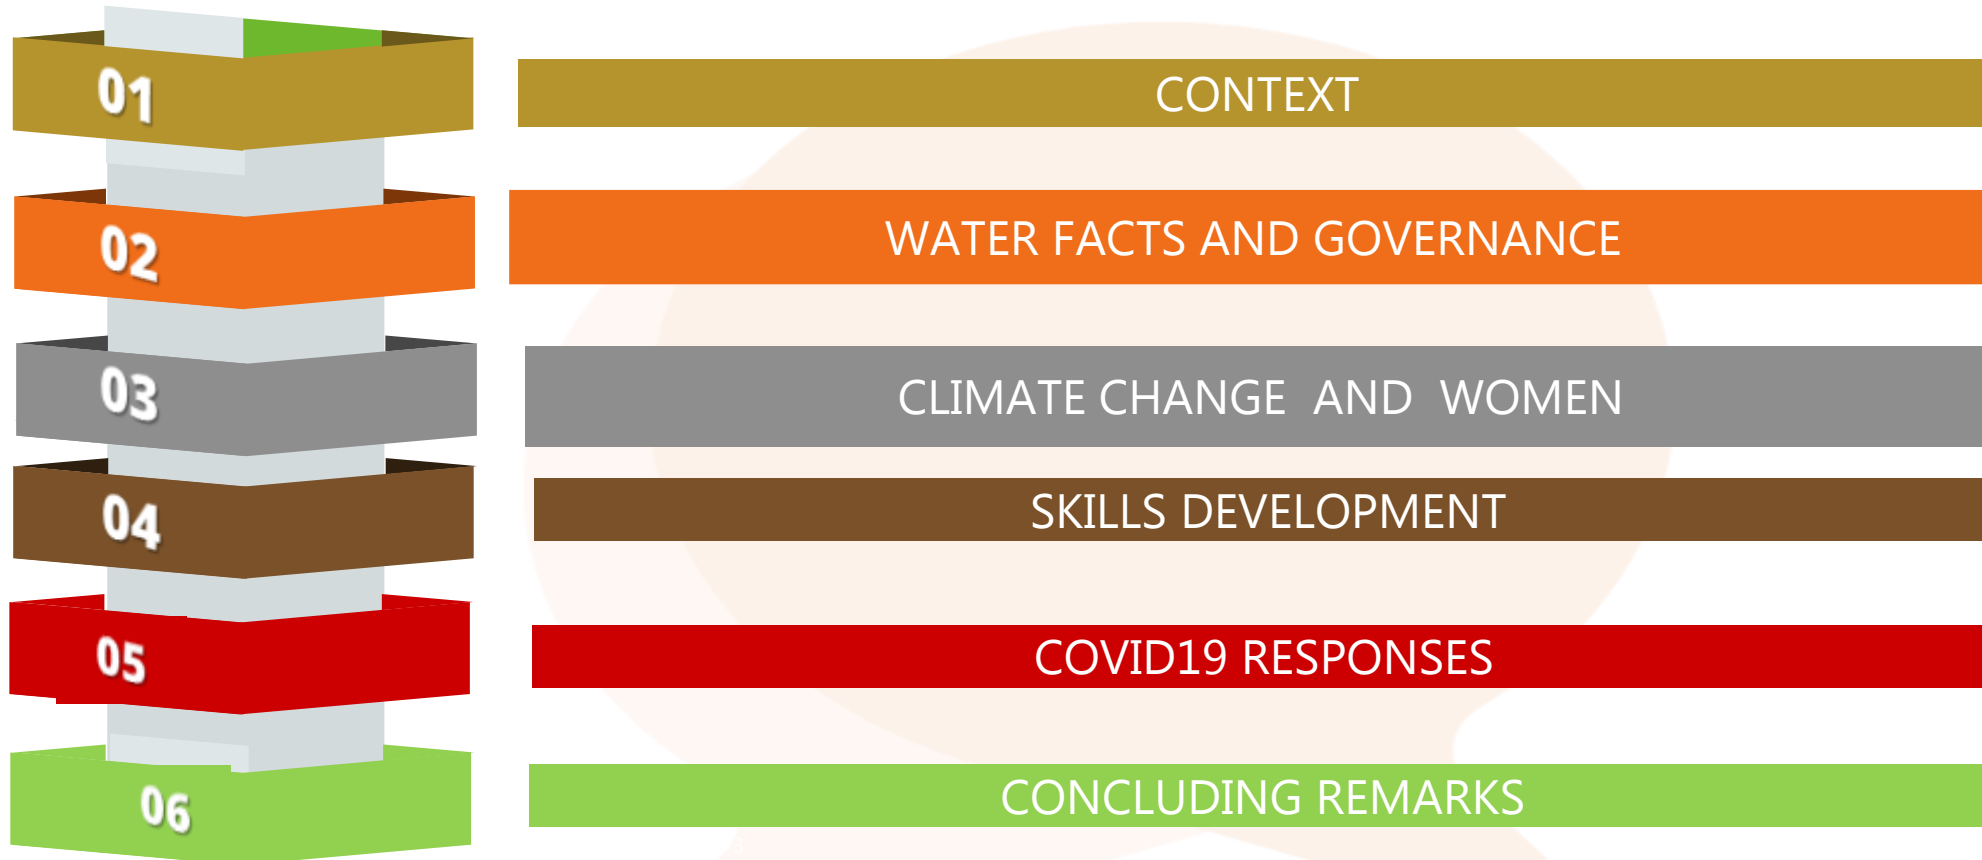 01
CONTEXT
02
WATER FACTS AND GOVERNANCE
03
CLIMATE CHANGE  AND  WOMEN
04
SKILLS DEVELOPMENT
05
COVID19 RESPONSES
06
CONCLUDING REMARKS
3